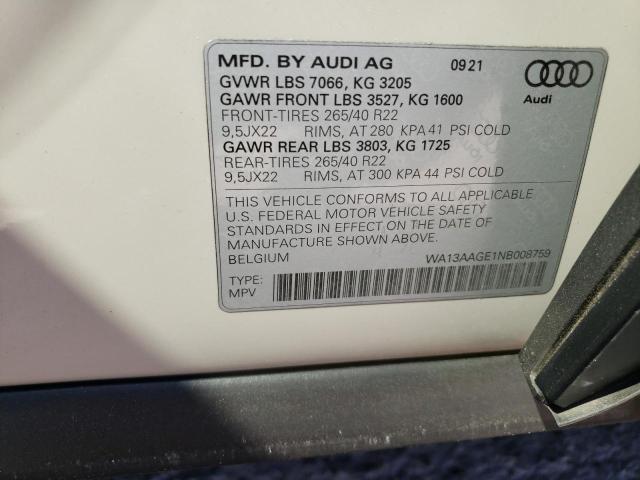 MFD. BY AUDI AG 09 21
GVWR LBS 7066, KG 3205
GAWR FRONT LBS 3527, KG 1600
FRONT-TIRES 265/40 R22
9,5JX22 RIMS, AT 280 KPA 41 PSI COLD
GAWR REAR LBS 3803, KG 1725
REAR-TIRES 265/40 R22
9,5JX22 RIMS, AT 300 KPA 44 PSI COLD
Audi
THIS VEHICLE CONFORMS TO ALL APPLICABLE
U.S. FEDERAL MOTOR VEHICLE SAFETY
STANDARDS IN EFFECT ON THE DATE OF
MANUFACTURE SHOWN ABOVE.
BELGIUM WA13AAGE1NB008759
TYPE:
MPV